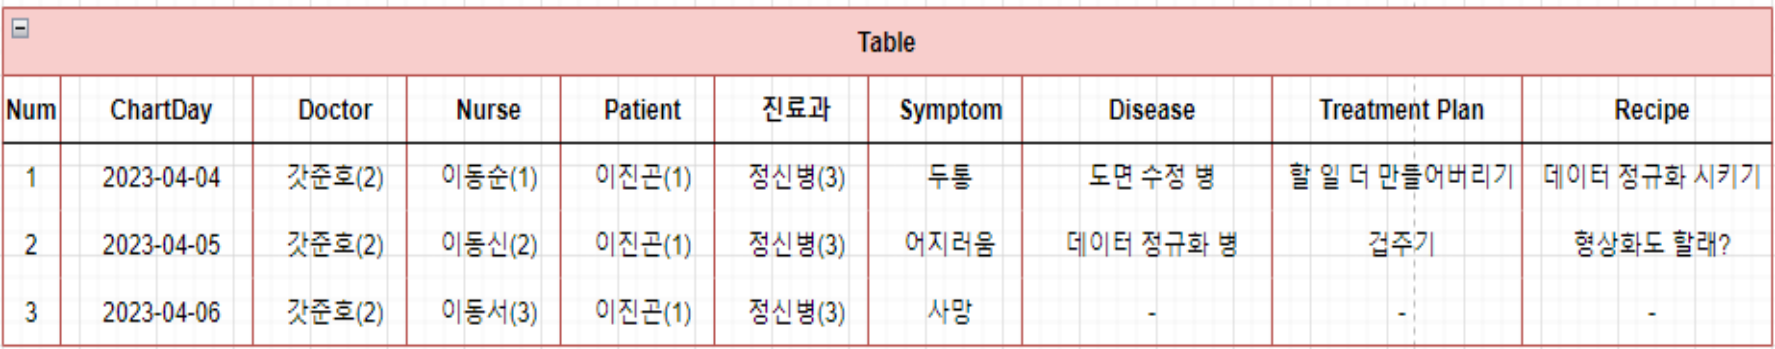 Table
Num ChartDay Doctor Nurse Patient 진료과 Symptom Disease Treatment Plan Recipe
1 2023-04-04 갓준호(2) 이동순(1) 이진곤(1) 정신병(3) 두통 도면 수정 병 할 일 더 만들어버리기 데이터 정규화 시키기
2 2023-04-05 갓준호(2) 이동신(2) 이진곤(1) 정신병(3) 어지러움 데이터 정규화 병 겁주기 형상화도 할래?
3 2023-04-06 갓준호(2) 이동서(3) 이진곤(1) 정신병(3) 사망 - - -